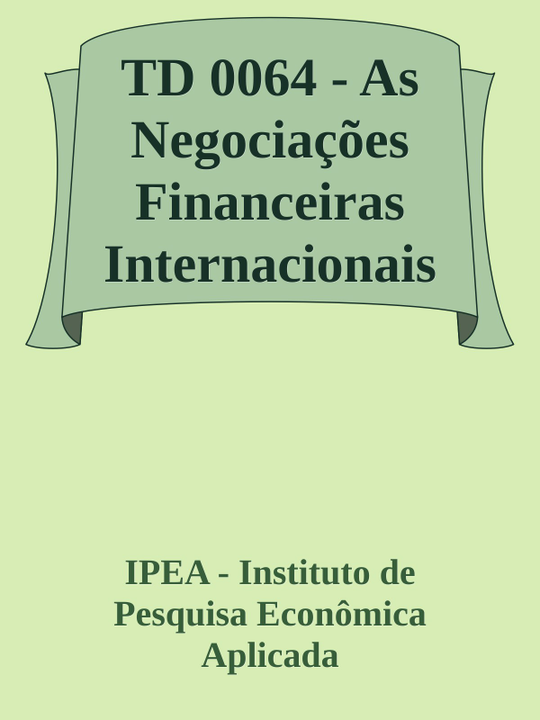 TD 0064 - As
Negociações
Financeiras
Internacionais
IPEA - Instituto de
Pesquisa Econômica
Aplicada